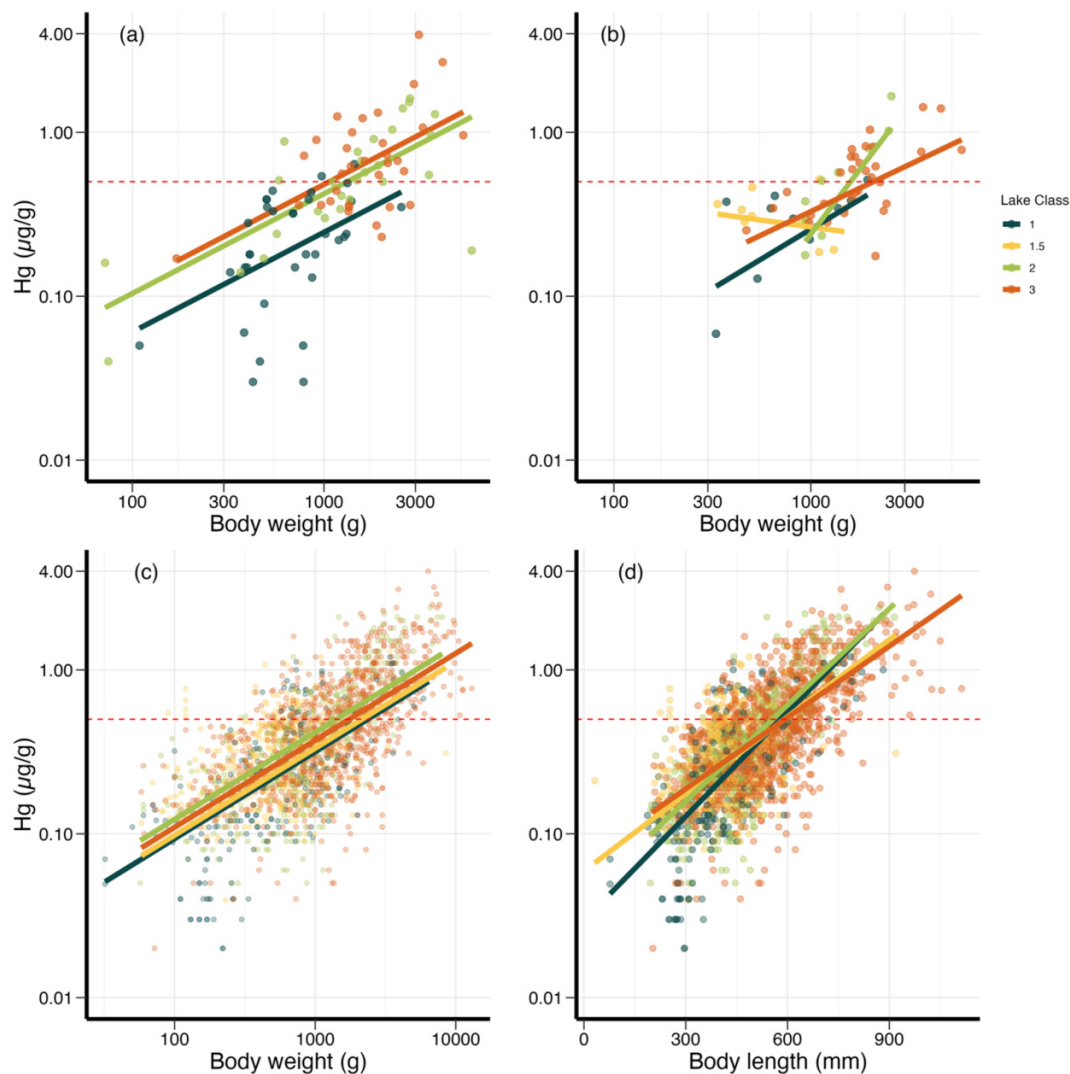 (a)
4.00
1.00
0.10
0.01
Hg (µg/g)
100 300 1000 3000
Body weight (g)
(b)
4.00
1.00
0.10
0.01
100 300 1000 3000
Body weight (g)
Lake Class
1
1.5
2
3
(c)
4.00
1.00
0.10
0.01
Hg (µg/g)
100 1000 10000
Body weight (g)
(d)
4.00
1.00
0.10
0.01
0 300 600 900
Body length (mm)